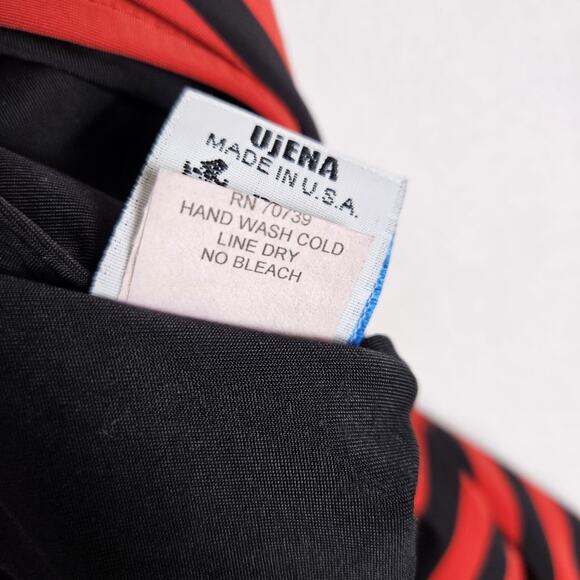 UjENA
MADE IN U.S.A.
RN 70739
HAND WASH COLD
LINE DRY
NO BLEACH